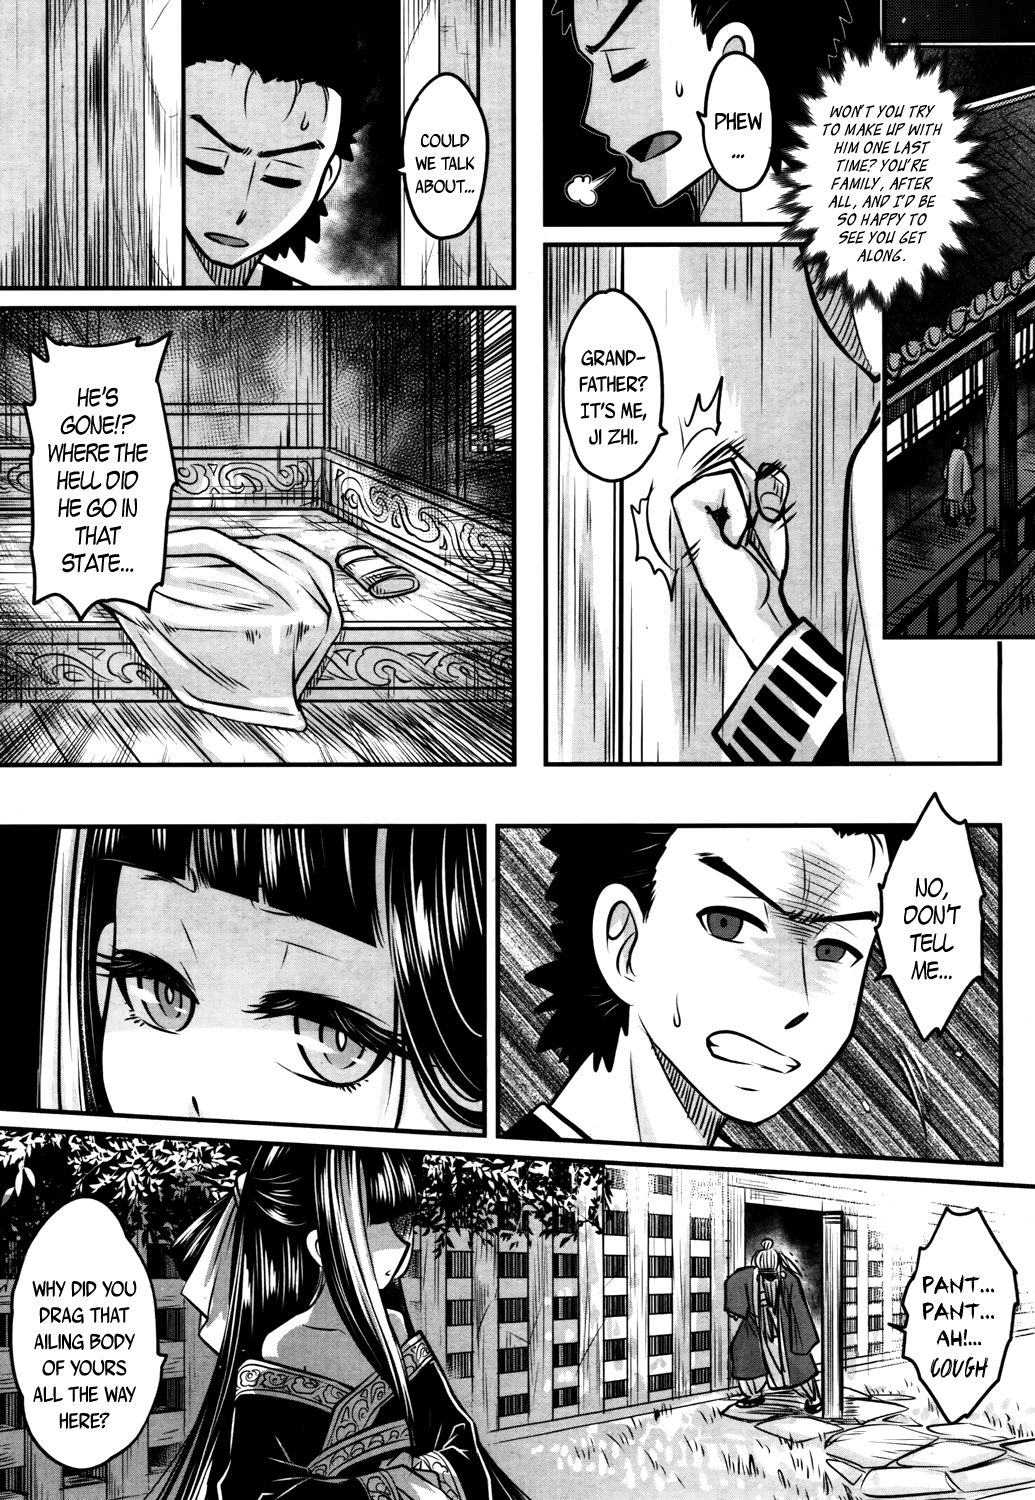 WON'T YOU TRY
TO MAKE UP WITH
HIM ONE LAST
TIME? YOU'RE
FAMILY, AFTER
ALL, AND I'D BE
SO HAPPY TO
SEE YOU GET
ALONG.
PHEW
...
GRAND-
FATHER?
IT'S ME,
JI ZHI.
COULD
WE TALK
ABOUT...
HE'S
GONE!?
WHERE THE
HELL DID
HE GO IN
THAT
STATE...
NO,
DON'T
TELL
ME...
PANT...
PANT...
AH!...
COUGH
WHY DID YOU
DRAG THAT
AILING BODY
OF YOURS
ALL THE WAY
HERE?